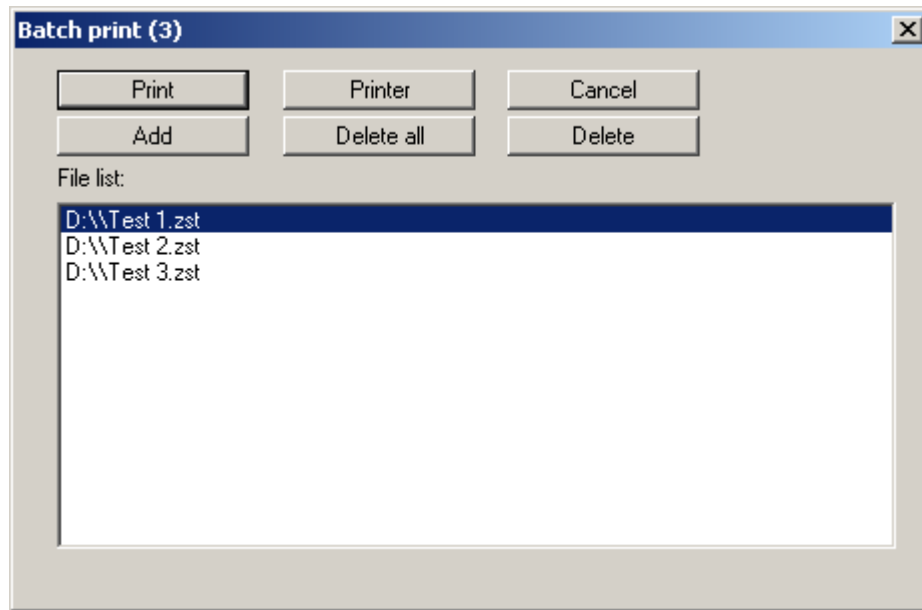 Batch print (3)
Print Printer Cancel
Add Delete all Delete
File list:
D:\\Test 1.zst
D:\\Test 2.zst
D:\\Test 3.zst